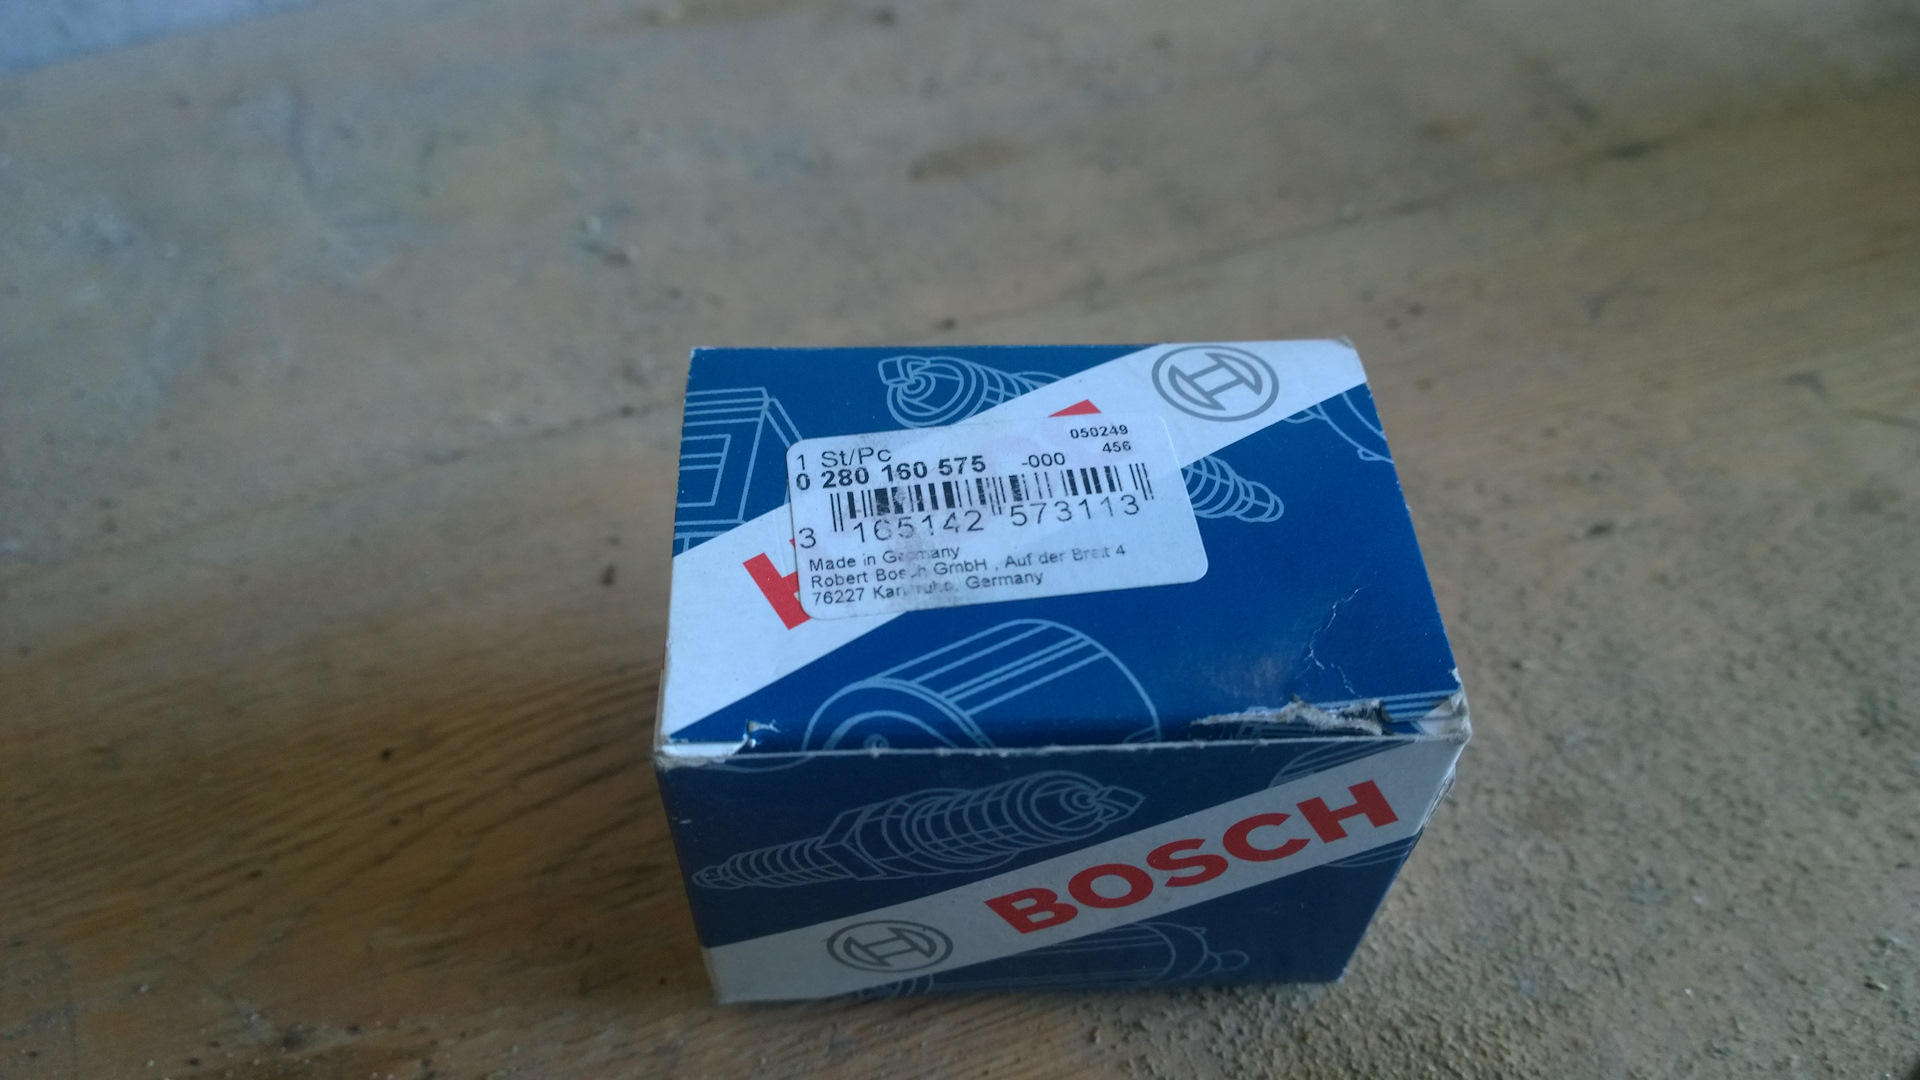 050249
1 St/Pc 456
0 280 160 575 -000
3 165142 573113
Made in Germany
Robert Bosch GmbH , Auf der Breit 4
76227 Karlsruhe, Germany
BOSCH